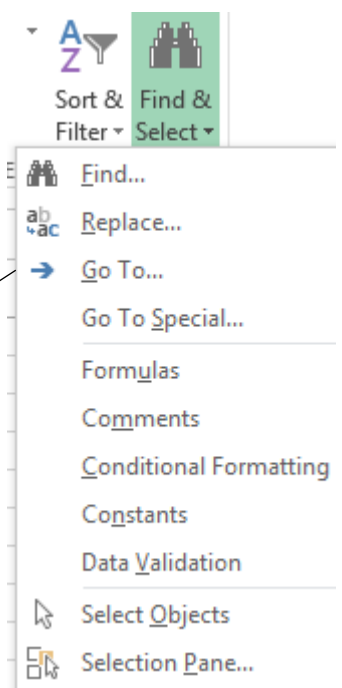 Sort &
Filter
Find &
Select
Find...
Replace...
Go To...
Go To Special...
Formulas
Comments
Conditional Formatting
Constants
Data Validation
Select Objects
Selection Pane...